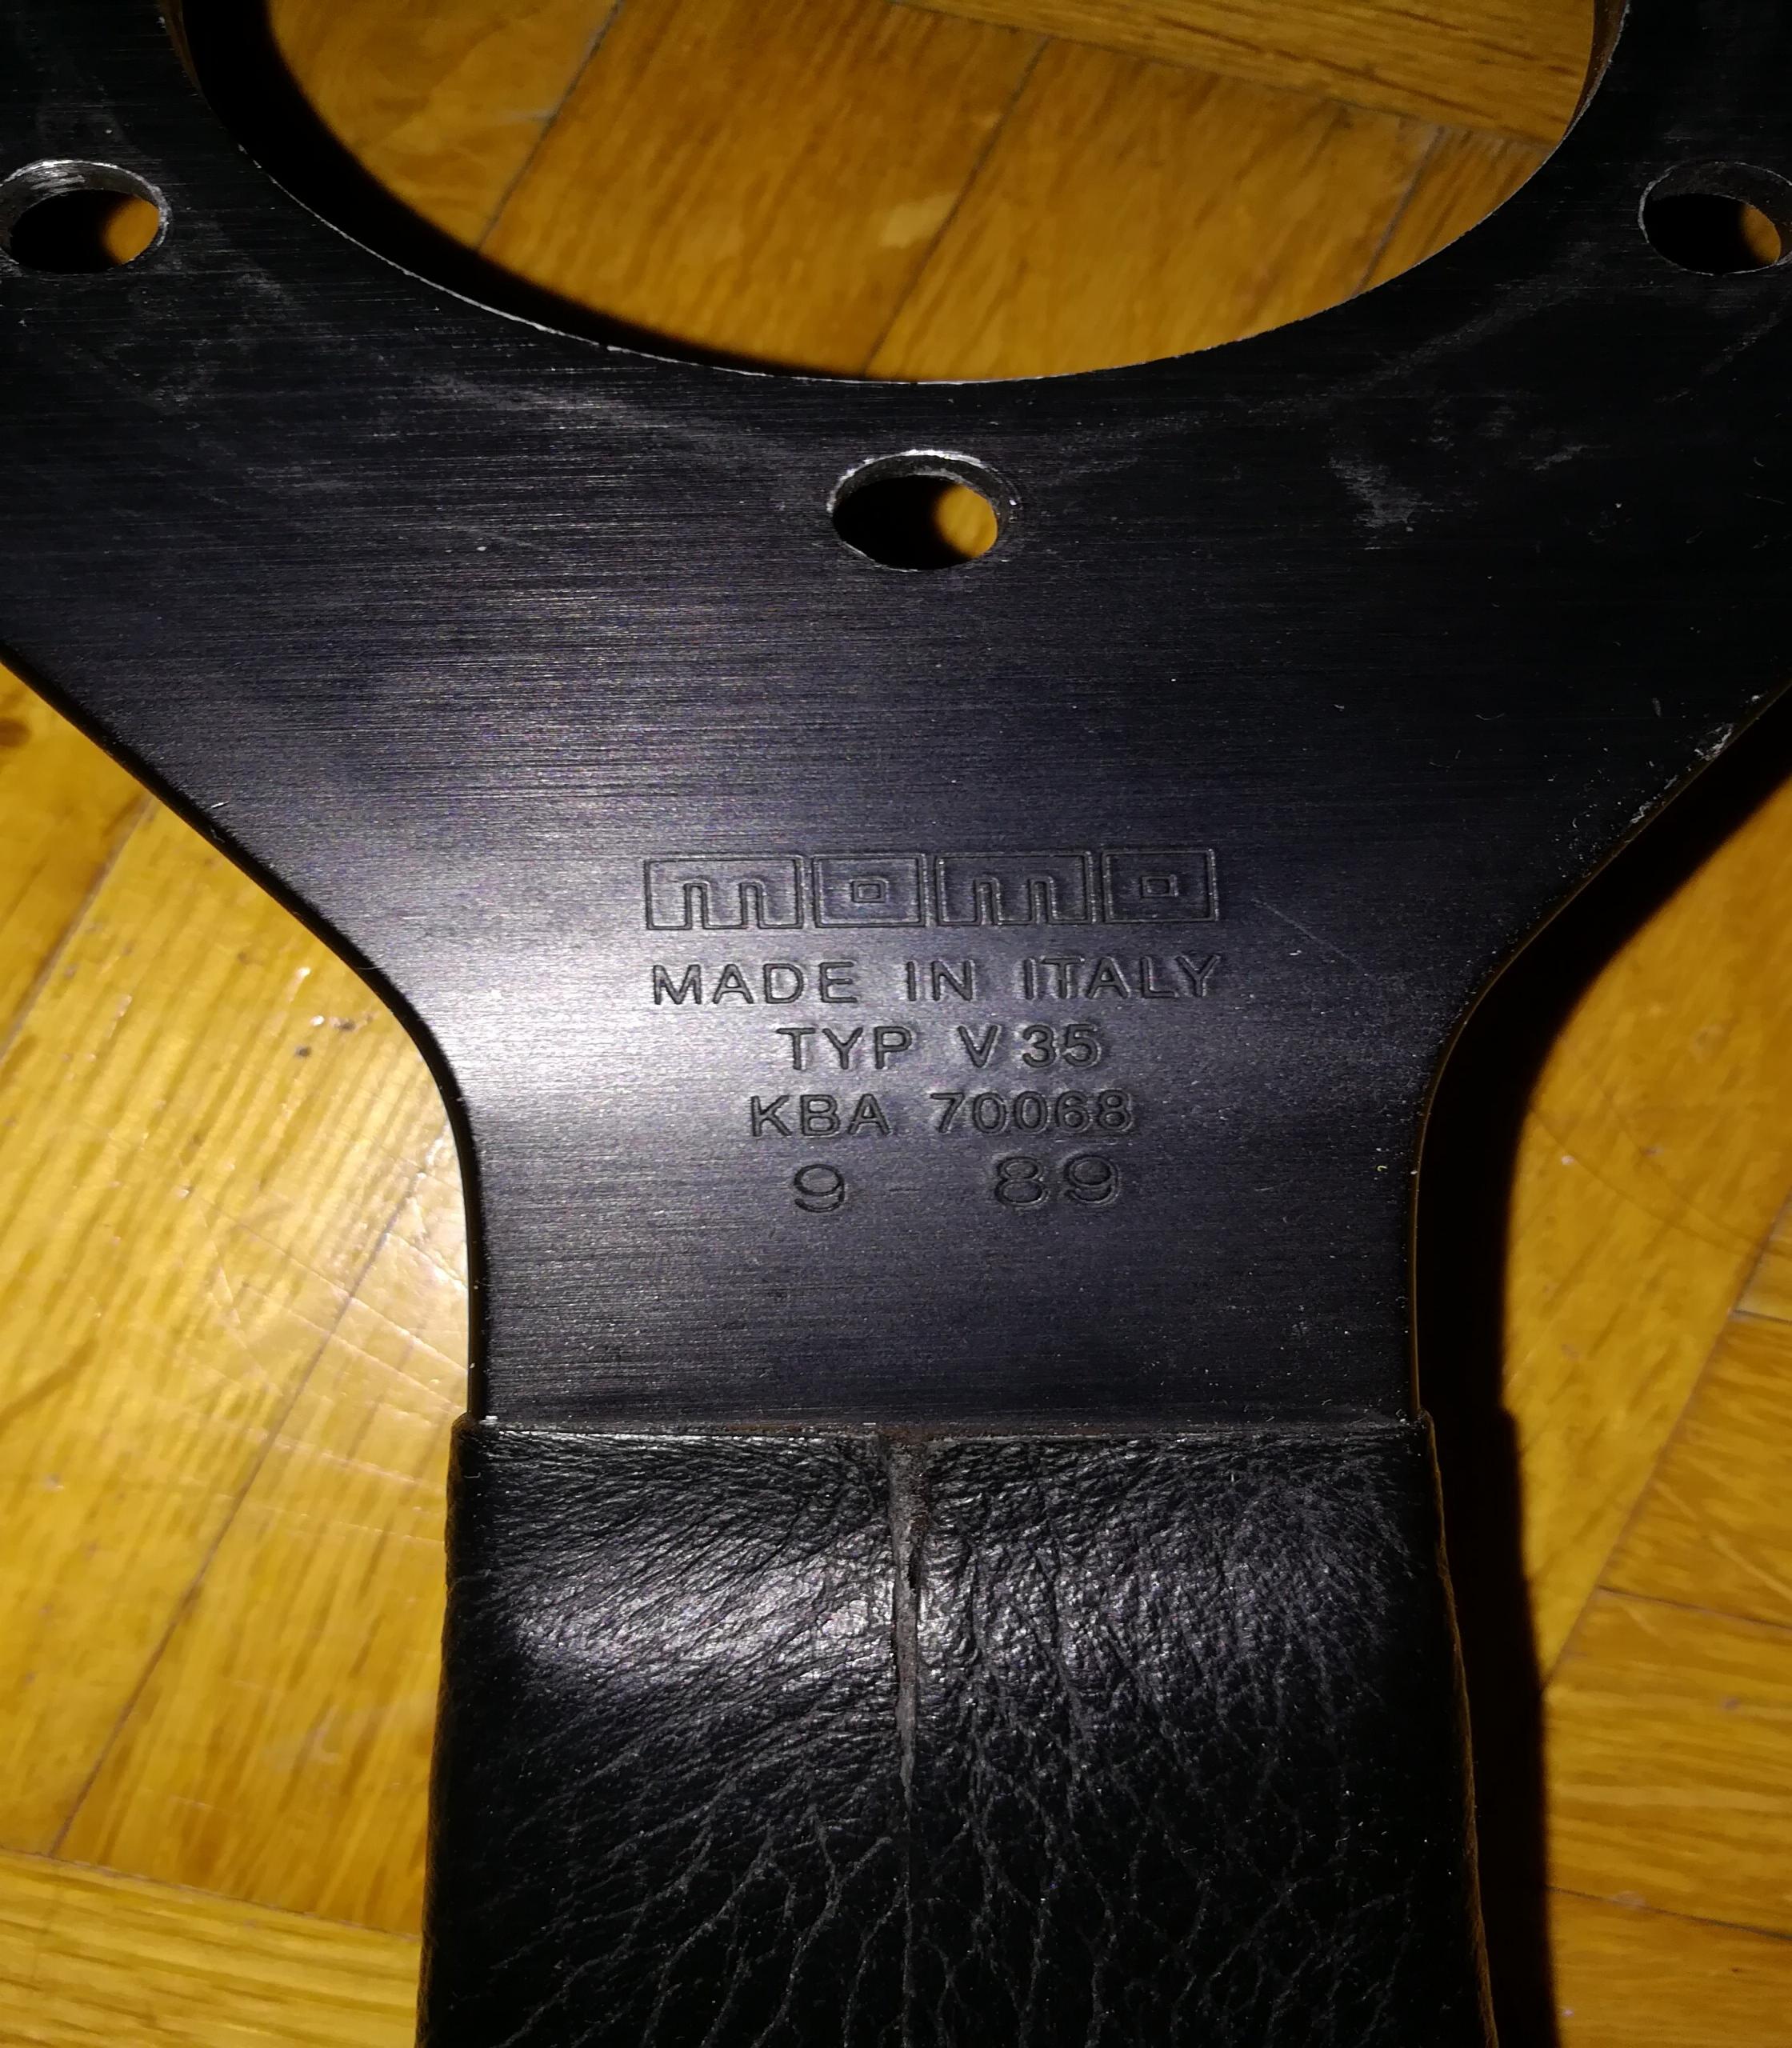 momo
MADE IN ITALY
TYP V35
KBA 70068
9 89